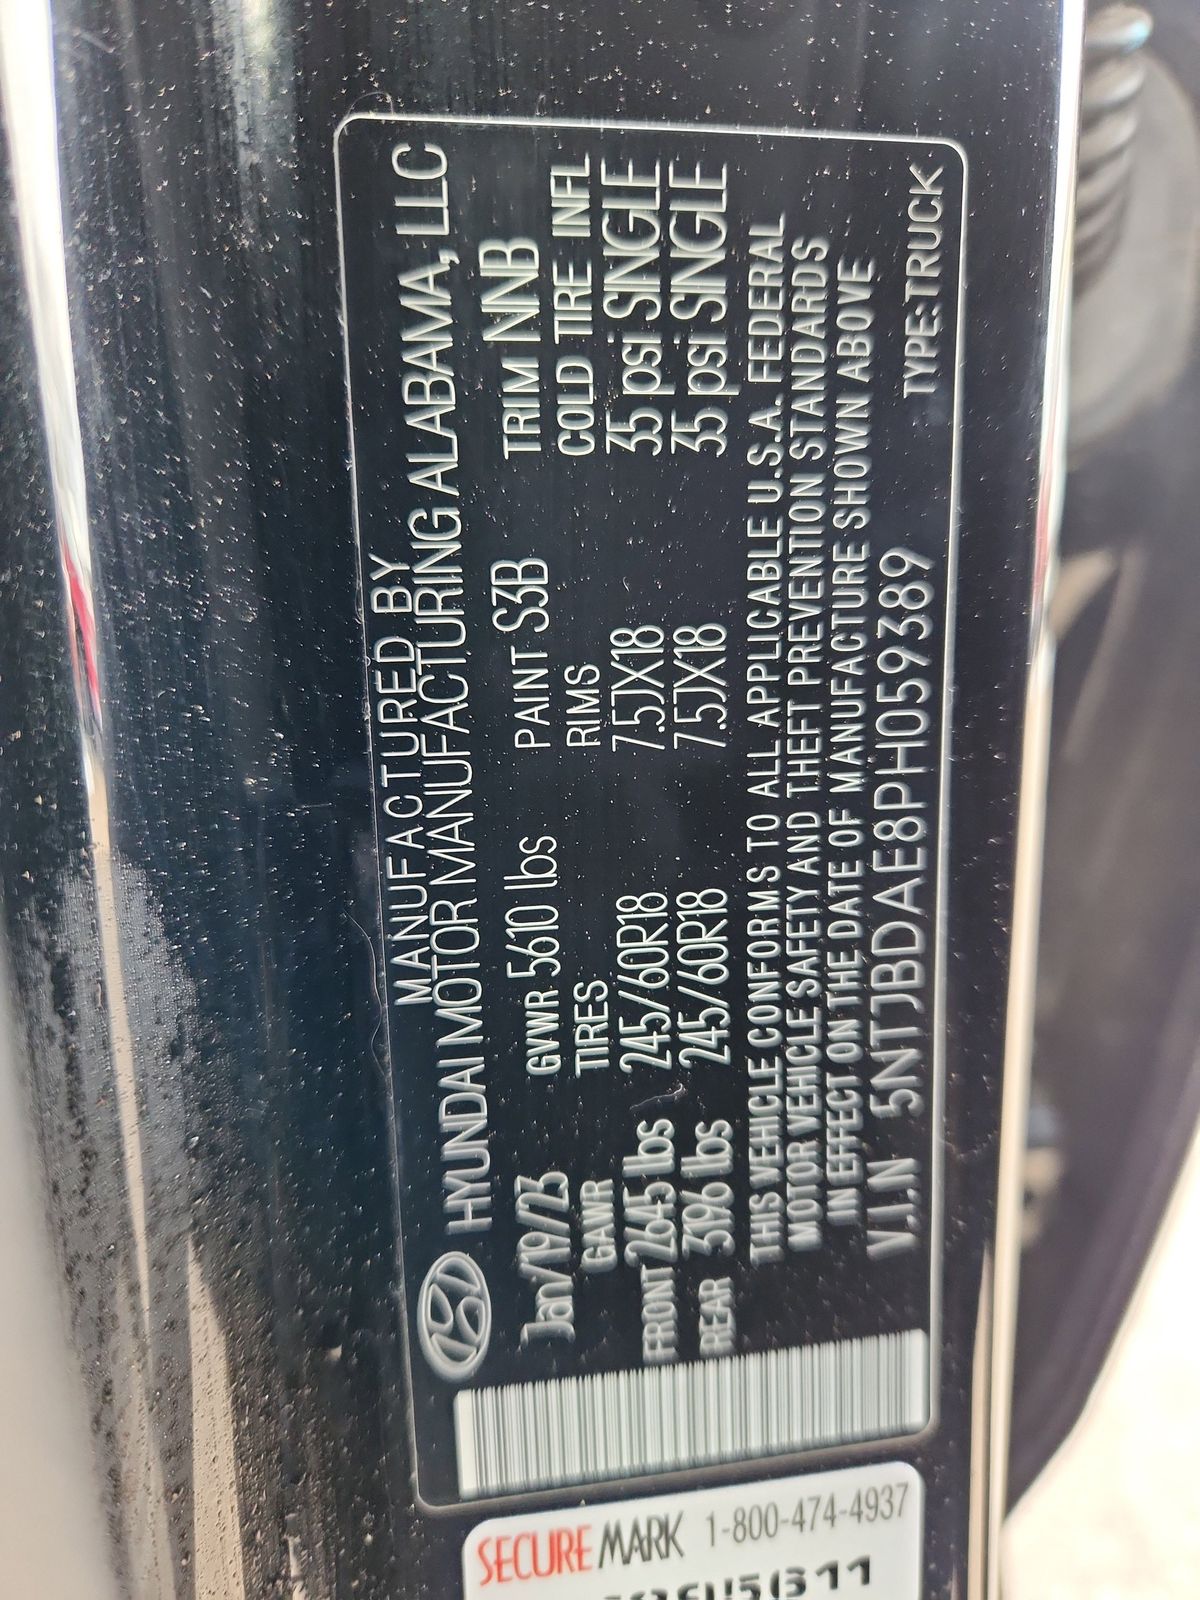 MANUFACTURED BY
HYUNDAI MOTOR MANUFACTURING ALABAMA, LLC
Jan/19/23 GVWR 5610 lbs PAINT S3B TRIM NNB
GAWR TIRES RIMS COLD TIRE INFL
FRONT 2645 lbs 245/60R18 7.5JX18 35 psi SINGLE
REAR 3196 lbs 245/60R18 7.5JX18 35 psi SINGLE
THIS VEHICLE CONFORMS TO ALL APPLICABLE U.S.A. FEDERAL
MOTOR VEHICLE SAFETY AND THEFT PREVENTION STANDARDS
IN EFFECT ON THE DATE OF MANUFACTURE SHOWN ABOVE
V.I.N 5NTJBDAE8PH059389 TYPE:TRUCK
SECUREMARK 1-800-474-4937